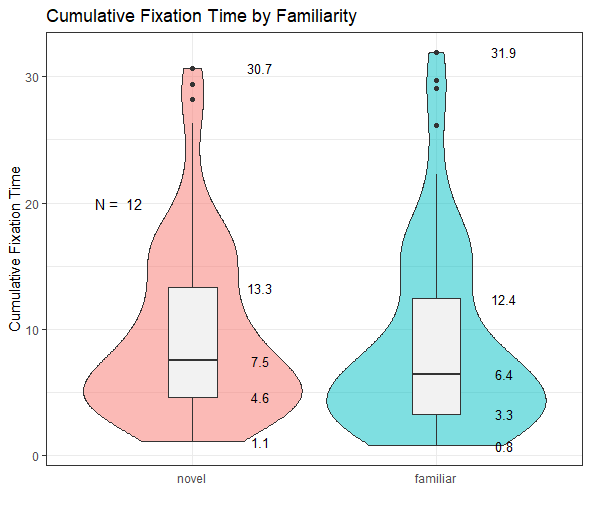 Cumulative Fixation Time by Familiarity
Cumulative Fixation Tiime
30
20
10
0
30.7
31.9
N = 12
13.3
12.4
7.5
6.4
4.6
3.3
1.1
0.8
novel
familiar